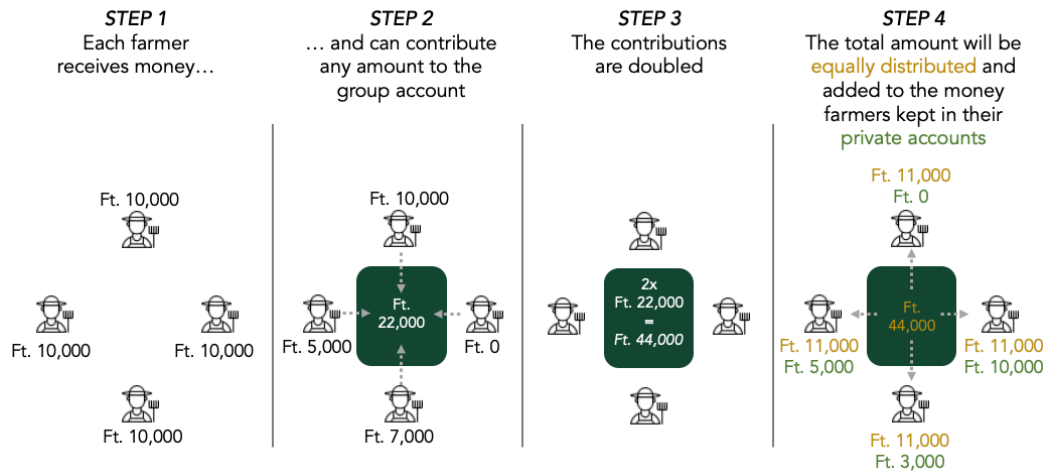 STEP 1
Each farmer
receives money…
Ft. 10,000
Ft. 10,000
Ft. 10,000
Ft. 10,000
STEP 2
… and can contribute
any amount to the
group account
Ft. 10,000
Ft.
22,000
Ft. 5,000
Ft. 0
Ft. 7,000
STEP 3
The contributions
are doubled
2x
Ft. 22,000
=
Ft. 44,000
STEP 4
The total amount will be
equally distributed and
added to the money
farmers kept in their
private accounts
Ft. 11,000
Ft. 0
Ft.
44,000
Ft. 11,000
Ft. 5,000
Ft. 11,000
Ft. 10,000
Ft. 11,000
Ft. 3,000